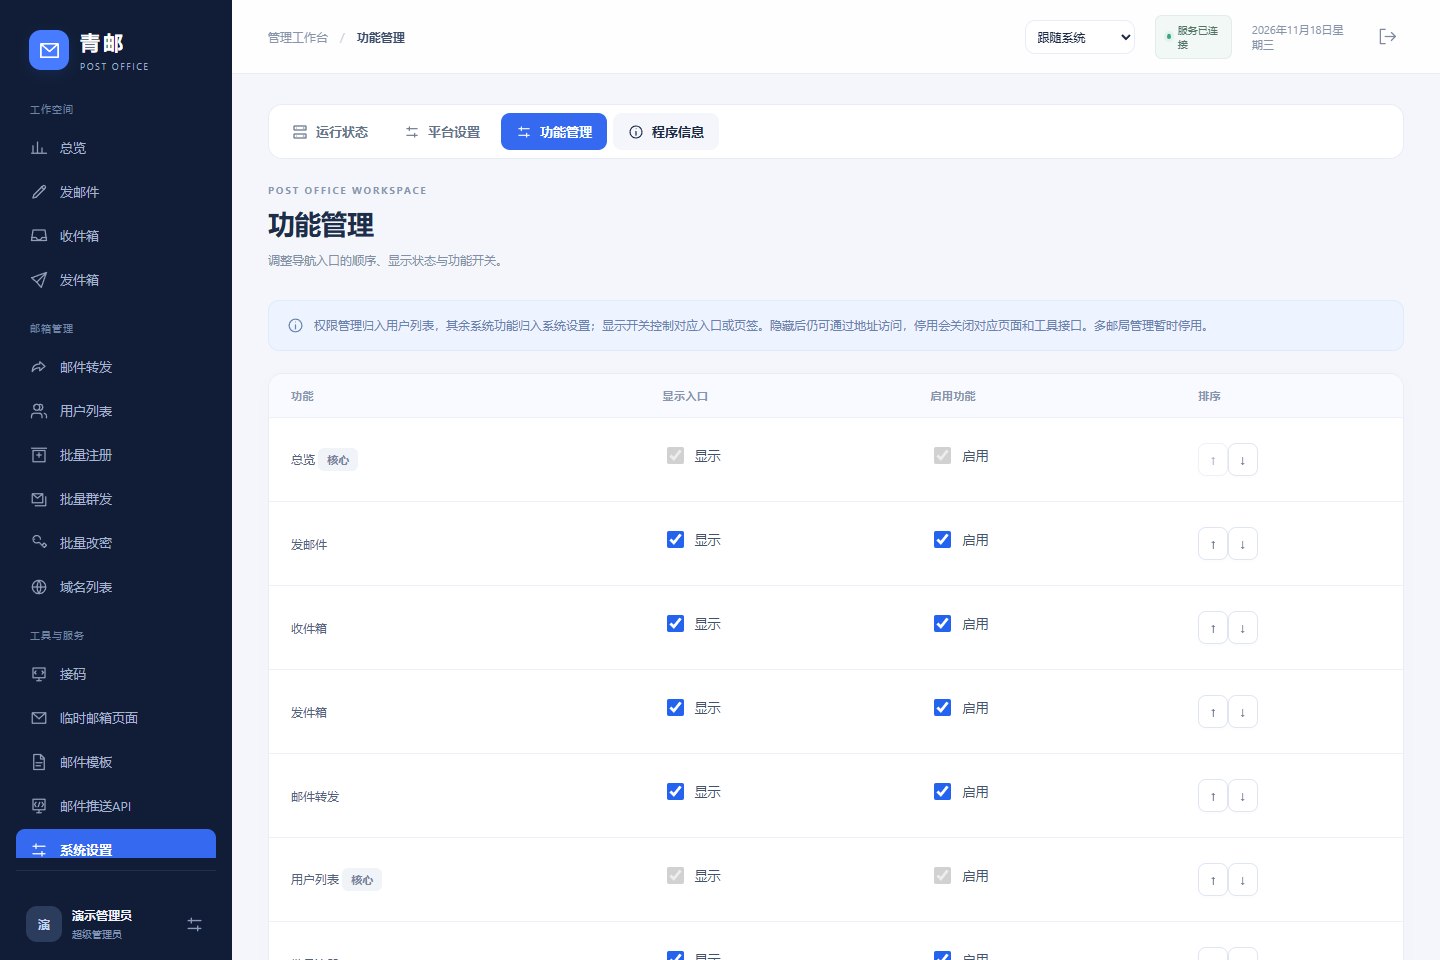 青邮
POST OFFICE
工作空间
总览
发邮件
收件箱
发件箱
邮箱管理
邮件转发
用户列表
批量注册
批量群发
批量改密
域名列表
工具与服务
接码
临时邮箱页面
邮件模板
邮件推送API
系统设置
演
演示管理员
超级管理员
管理工作台 / 功能管理
跟随系统
服务已连
接
2026年11月18日星
期三
运行状态
平台设置
功能管理
程序信息
POST OFFICE WORKSPACE
功能管理
调整导航入口的顺序、显示状态与功能开关。
权限管理归入用户列表，其余系统功能归入系统设置；显示开关控制对应入口或页签。隐藏后仍可通过地址访问，停用会关闭对应页面和工具接口。多邮局管理暂时停用。
功能 显示入口 启用功能 排序
总览 核心 显示 启用 ↑ ↓
发邮件 显示 启用 ↑ ↓
收件箱 显示 启用 ↑ ↓
发件箱 显示 启用 ↑ ↓
邮件转发 显示 启用 ↑ ↓
用户列表 核心 显示 启用 ↑ ↓
显示 启用